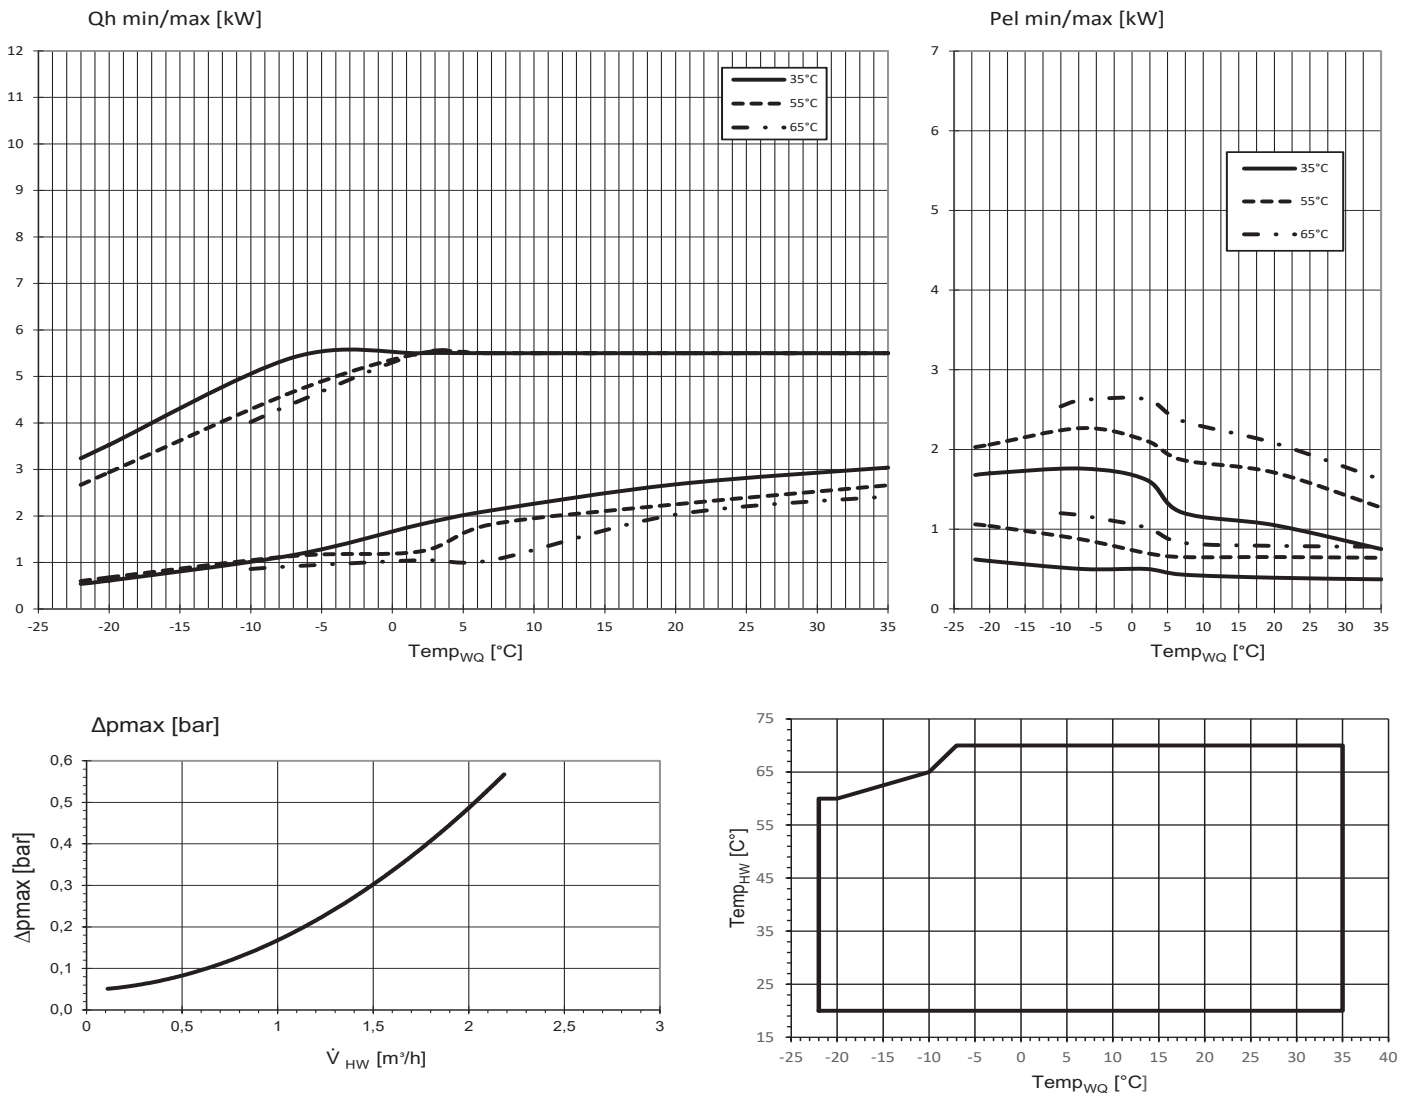 Qh min/max [kW]
12
11
10
9
8
7
6
5
4
3
2
1
0
35°C
55°C
65°C
-25 -20 -15 -10 -5 0 5 10 15 20 25 30 35
Temp_WQ [°C]
Pel min/max [kW]
7
6
5
4
3
2
1
0
35°C
55°C
65°C
-25 -20 -15 -10 -5 0 5 10 15 20 25 30 35
Temp_WQ [°C]
Δpmax [bar]
Δpmax [bar]
0,6
0,5
0,4
0,3
0,2
0,1
0,0
0 0,5 1 1,5 2 2,5 3
V̇ HW [m³/h]
Temp_HW [C°]
75
65
55
45
35
25
15
-25 -20 -15 -10 -5 0 5 10 15 20 25 30 35 40
Temp_WQ [°C]